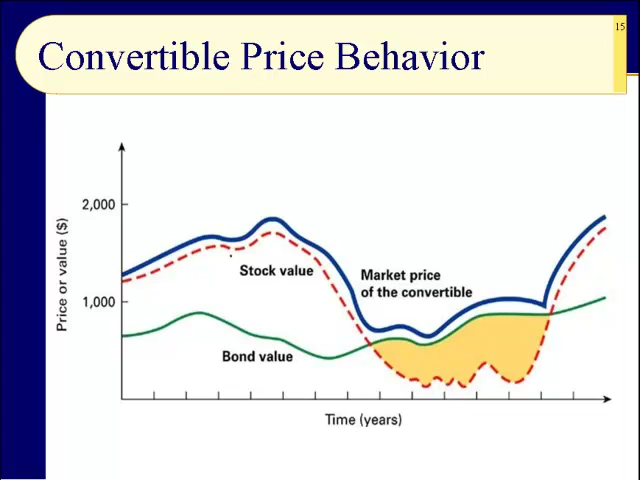 15
Convertible Price Behavior
Price or value ($)
2,000
1,000
Stock value
Market price
of the convertible
Bond value
Time (years)